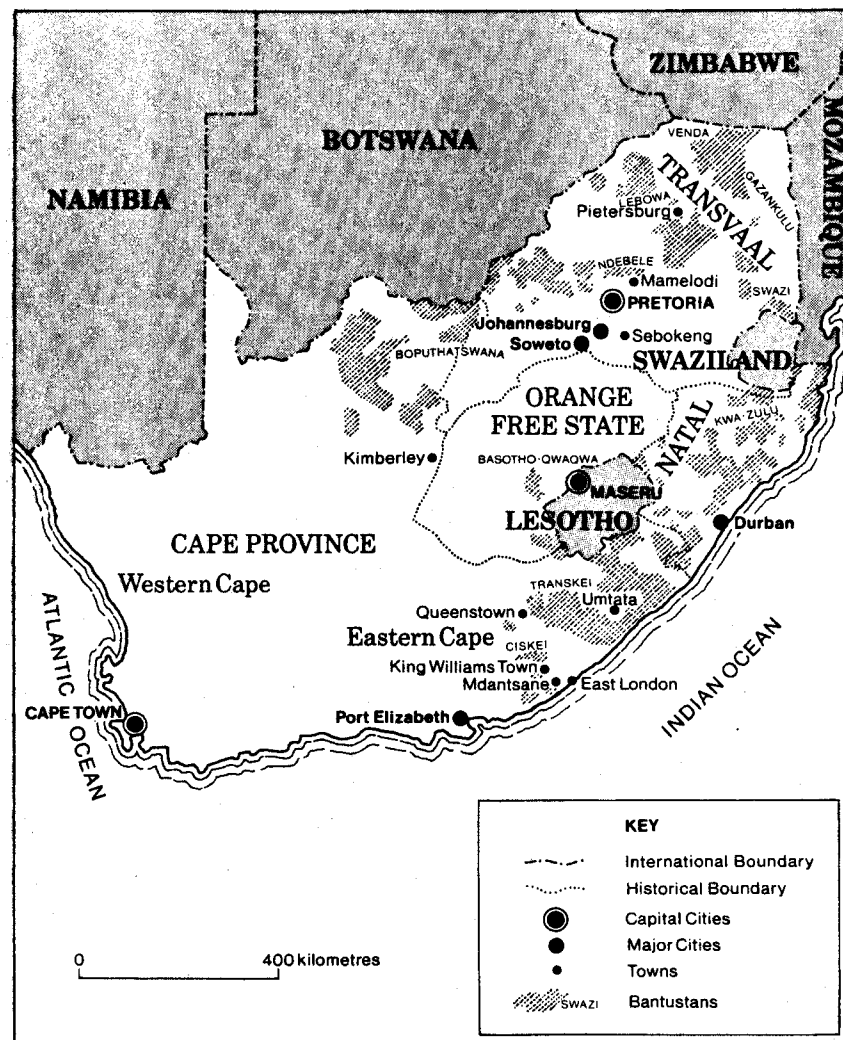 ZIMBABWE
BOTSWANA
NAMIBIA
MOZAMBIQUE
VENDA
TRANSVAAL
GAZANKULU
LEBOWA
Pietersburg
NDEBELE
Mamelodi
PRETORIA
SWAZI
Johannesburg
Sebokeng
Soweto
BOPUTHATSWANA
SWAZILAND
ORANGE
FREE STATE
NATAL
KWA-ZULU
Kimberley
BASOTHO-QWAQWA
MASERU
LESOTHO
Durban
CAPE PROVINCE
Western Cape
TRANSKEI
Umtata
Queenstown
Eastern Cape
CISKEI
King Williams Town
Mdantsane
East London
ATLANTIC OCEAN
INDIAN OCEAN
CAPE TOWN
Port Elizabeth
KEY
International Boundary
Historical Boundary
Capital Cities
Major Cities
Towns
SWAZI Bantustans
0 400 kilometres